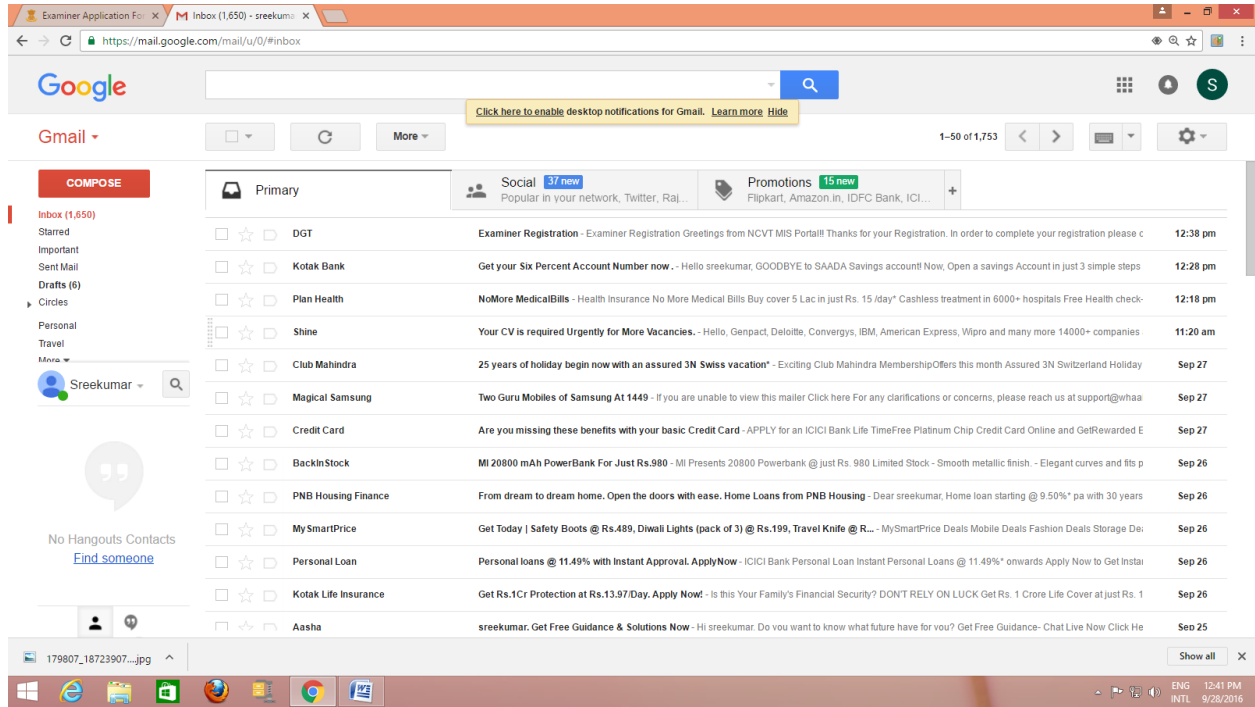 Examiner Application For
Inbox (1,650) - sreekuma
https://mail.google.com/mail/u/0/#inbox
Google
S
Click here to enable desktop notifications for Gmail. Learn more Hide
Gmail
More
1–50 of 1,753
COMPOSE
Inbox (1,650)
Starred
Important
Sent Mail
Drafts (6)
Circles
Personal
Travel
More
Sreekumar
No Hangouts Contacts
Find someone
Primary
Social 37 new
Popular in your network, Twitter, Raj...
Promotions 15 new
Flipkart, Amazon.in, IDFC Bank, ICI...
+
DGT Examiner Registration - Examiner Registration Greetings from NCVT MIS Portal!! Thanks for your Registration. In order to complete your registration please c 12:38 pm
Kotak Bank Get your Six Percent Account Number now . - Hello sreekumar, GOODBYE to SAADA Savings account! Now, Open a savings Account in just 3 simple steps 12:28 pm
Plan Health NoMore MedicalBills - Health Insurance No More Medical Bills Buy cover 5 Lac in just Rs. 15 /day* Cashless treatment in 6000+ hospitals Free Health check- 12:18 pm
Shine Your CV is required Urgently for More Vacancies. - Hello, Genpact, Deloitte, Convergys, IBM, American Express, Wipro and many more 14000+ companies 11:20 am
Club Mahindra 25 years of holiday begin now with an assured 3N Swiss vacation* - Exciting Club Mahindra MembershipOffers this month Assured 3N Switzerland Holiday Sep 27
Magical Samsung Two Guru Mobiles of Samsung At 1449 - If you are unable to view this mailer Click here For any clarifications or concerns, please reach us at support@whaa Sep 27
Credit Card Are you missing these benefits with your basic Credit Card - APPLY for an ICICI Bank Life TimeFree Platinum Chip Credit Card Online and GetRewarded E Sep 27
BackInStock MI 20800 mAh PowerBank For Just Rs.980 - MI Presents 20800 Powerbank @ just Rs. 980 Limited Stock - Smooth metallic finish. - Elegant curves and fits p Sep 26
PNB Housing Finance From dream to dream home. Open the doors with ease. Home Loans from PNB Housing - Dear sreekumar, Home loan starting @ 9.50%* pa with 30 years Sep 26
MySmartPrice Get Today | Safety Boots @ Rs.489, Diwali Lights (pack of 3) @ Rs.199, Travel Knife @ R... - MySmartPrice Deals Mobile Deals Fashion Deals Storage De Sep 26
Personal Loan Personal loans @ 11.49% with Instant Approval. ApplyNow - ICICI Bank Personal Loan Instant Personal Loans @ 11.49%* onwards Apply Now to Get Instan Sep 26
Kotak Life Insurance Get Rs.1Cr Protection at Rs.13.97/Day. Apply Now! - Is this Your Family's Financial Security? DON'T RELY ON LUCK Get Rs. 1 Crore Life Cover at just Rs. 1 Sep 26
Aasha sreekumar. Get Free Guidance & Solutions Now - Hi sreekumar. Do you want to know what future have for you? Get Free Guidance- Chat Live Now Click He Sep 25
179807_18723907....jpg
Show all
ENG 12:41 PM
INTL 9/28/2016